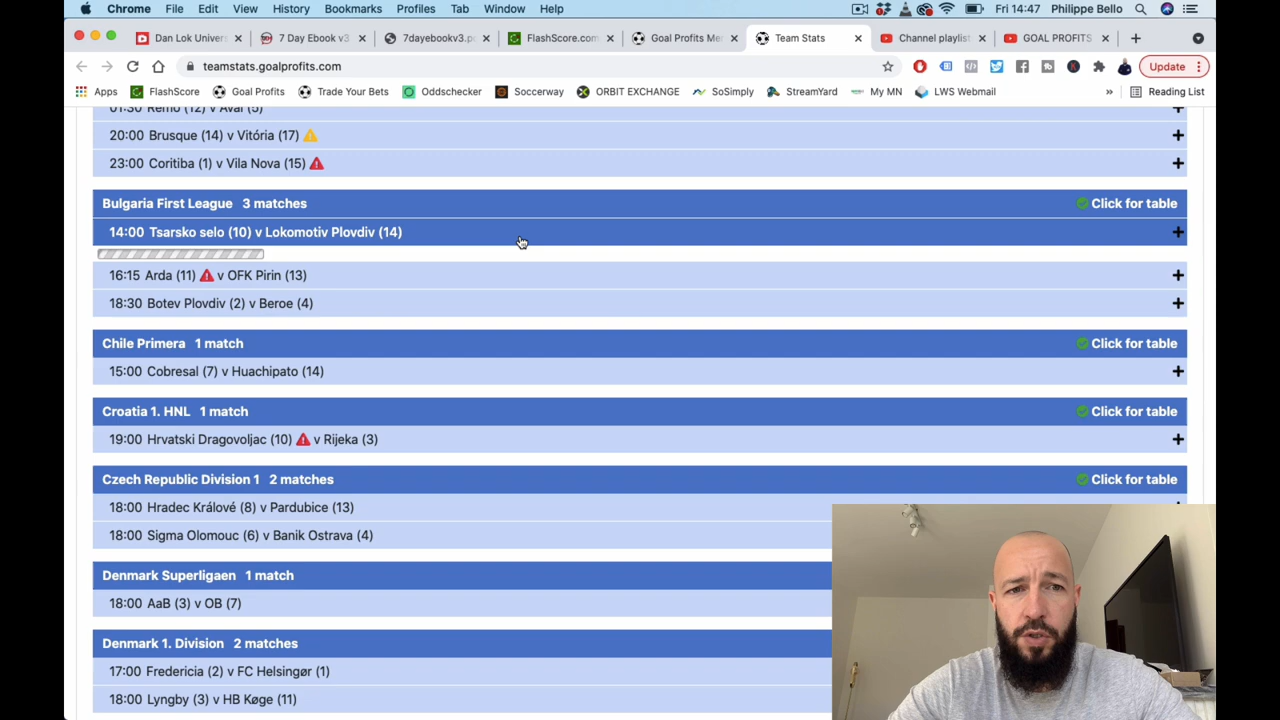 Chrome File Edit View History Bookmarks Profiles Tab Window Help Fri 14:47 Philippe Bello
Dan Lok Univers 7 Day Ebook v3 7dayebookv3.p FlashScore.com Goal Profits Me Team Stats Channel playlist GOAL PROFITS
teamstats.goalprofits.com Update
Apps FlashScore Goal Profits Trade Your Bets Oddschecker Soccerway ORBIT EXCHANGE SoSimply StreamYard My MN LWS Webmail » Reading List
01:30 Remo (12) v Avaí (5)
20:00 Brusque (14) v Vitória (17)
23:00 Coritiba (1) v Vila Nova (15)
Bulgaria First League 3 matches Click for table
14:00 Tsarsko selo (10) v Lokomotiv Plovdiv (14)
16:15 Arda (11) v OFK Pirin (13)
18:30 Botev Plovdiv (2) v Beroe (4)
Chile Primera 1 match Click for table
15:00 Cobresal (7) v Huachipato (14)
Croatia 1. HNL 1 match Click for table
19:00 Hrvatski Dragovoljac (10) v Rijeka (3)
Czech Republic Division 1 2 matches Click for table
18:00 Hradec Králové (8) v Pardubice (13)
18:00 Sigma Olomouc (6) v Banik Ostrava (4)
Denmark Superligaen 1 match
18:00 AaB (3) v OB (7)
Denmark 1. Division 2 matches
17:00 Fredericia (2) v FC Helsingør (1)
18:00 Lyngby (3) v HB Køge (11)